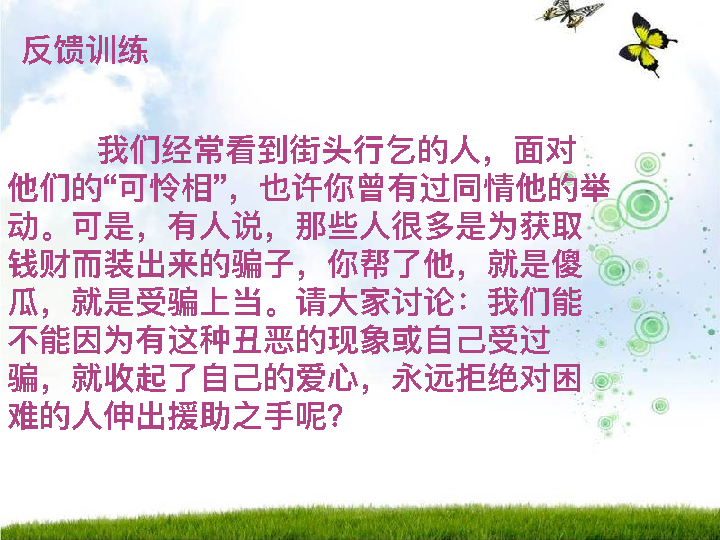 反馈训练
我们经常看到街头行乞的人，面对
他们的“可怜相”，也许你曾有过同情他的举
动。可是，有人说，那些人很多是为获取
钱财而装出来的骗子，你帮了他，就是傻
瓜，就是受骗上当。请大家讨论：我们能
不能因为有这种丑恶的现象或自己受过
骗，就收起了自己的爱心，永远拒绝对困
难的人伸出援助之手呢？